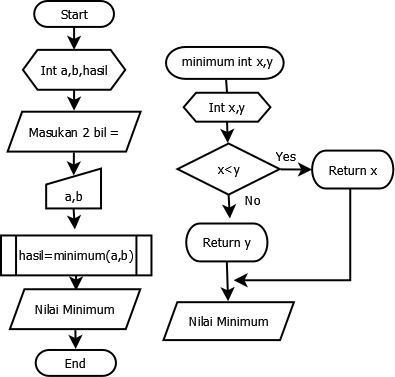 Start
Int a,b,hasil
Masukan 2 bil =
a,b
hasil=minimum(a,b)
Nilai Minimum
End
minimum int x,y
Int x,y
x<y
Yes
Return x
No
Return y
Nilai Minimum